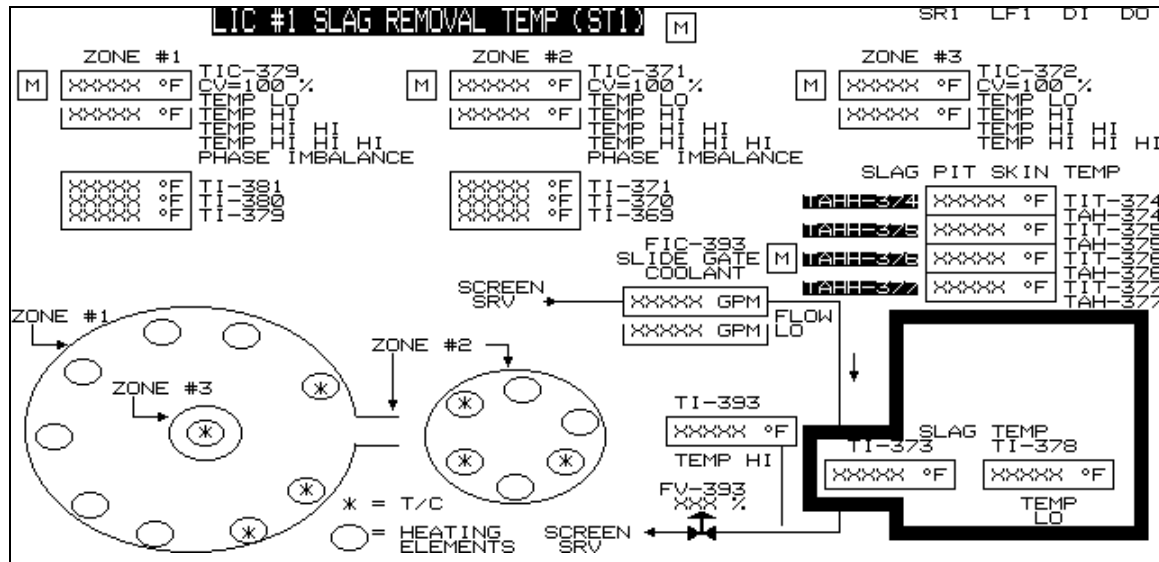 LIC #1 SLAG REMOVAL TEMP (ST1)
M
SR1 LF1 DI DO
ZONE #1
M
XXXXX °F
XXXXX °F
TIC-379
CV=100 %
TEMP LO
TEMP HI
TEMP HI HI
TEMP HI HI HI
PHASE IMBALANCE
XXXXX °F TI-381
XXXXX °F TI-380
XXXXX °F TI-379
ZONE #2
M
XXXXX °F
XXXXX °F
TIC-371
CV=100 %
TEMP LO
TEMP HI
TEMP HI HI
TEMP HI HI HI
PHASE IMBALANCE
XXXXX °F TI-371
XXXXX °F TI-370
XXXXX °F TI-369
ZONE #3
M
XXXXX °F
XXXXX °F
TIC-372
CV=100 %
TEMP LO
TEMP HI
TEMP HI HI
TEMP HI HI HI
SLAG PIT SKIN TEMP
TAHH-374 XXXXX °F TIT-374
TAH-374
TAHH-375 XXXXX °F TIT-375
TAH-375
TAHH-376 XXXXX °F TIT-376
TAH-376
TAHH-377 XXXXX °F TIT-377
TAH-377
FIC-393
SLIDE GATE
COOLANT
M
SCREEN
SRV
XXXXX GPM
XXXXX GPM
FLOW
LO
ZONE #1
ZONE #3
ZONE #2
* = T/C
= HEATING
ELEMENTS
TI-393
XXXXX °F
TEMP HI
FV-393
XXX %
SCREEN
SRV
SLAG TEMP
TI-373 TI-378
XXXXX °F XXXXX °F
TEMP
LO